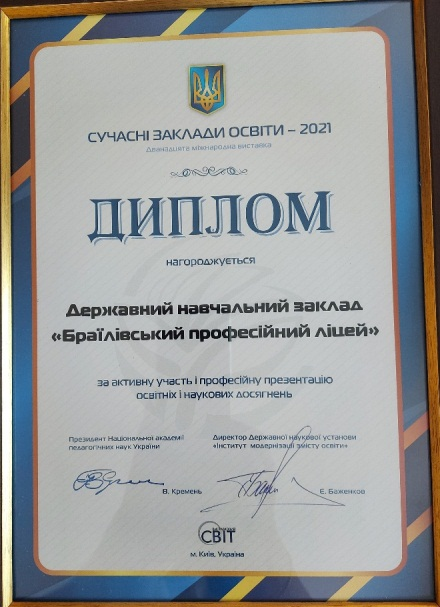 СУЧАСНІ ЗАКЛАДИ ОСВІТИ – 2021
Дванадцята міжнародна виставка
ДИПЛОМ
нагороджується
Державний навчальний заклад
«Браїлівський професійний ліцей»
за активну участь і професійну презентацію
освітніх і наукових досягнень
Президент Національної академії
педагогічних наук України
Директор Державної наукової установи
«Інститут модернізації змісту освіти»
В. Кремень
Є. Баженков
СВІТ
м. Київ, Україна